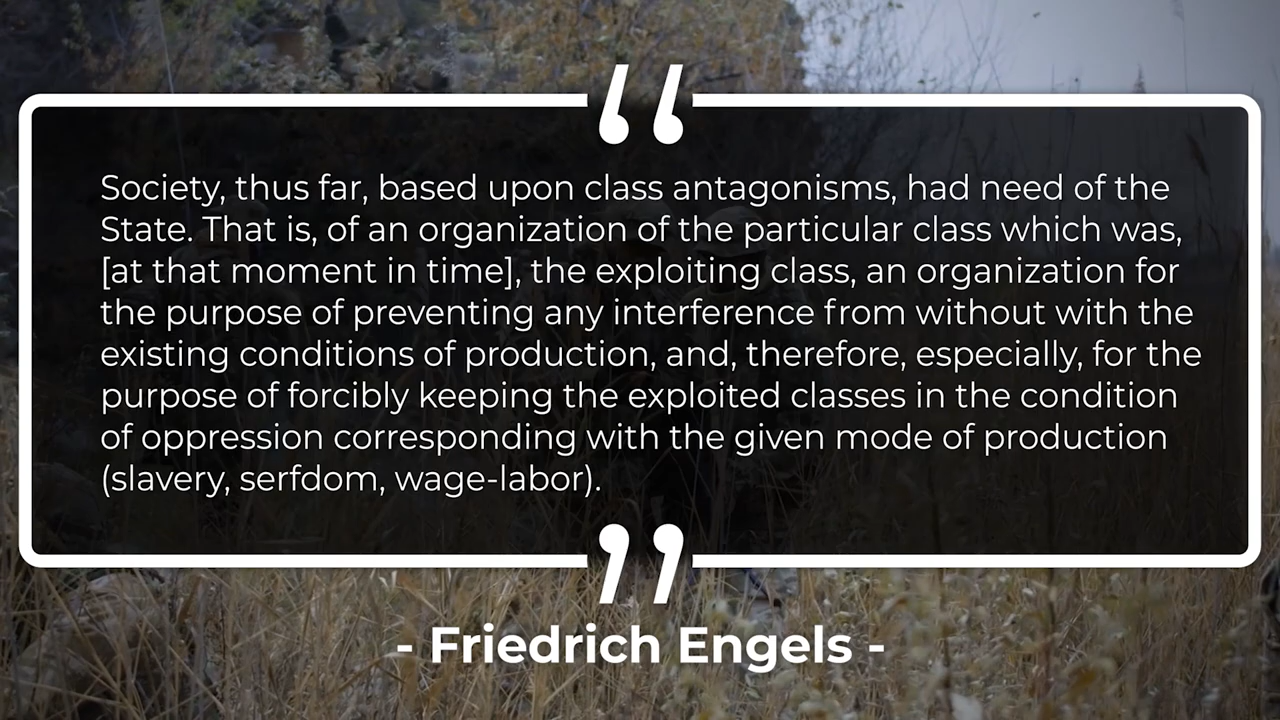 “
Society, thus far, based upon class antagonisms, had need of the
State. That is, of an organization of the particular class which was,
[at that moment in time], the exploiting class, an organization for
the purpose of preventing any interference from without with the
existing conditions of production, and, therefore, especially, for the
purpose of forcibly keeping the exploited classes in the condition
of oppression corresponding with the given mode of production
(slavery, serfdom, wage-labor).
”
- Friedrich Engels -